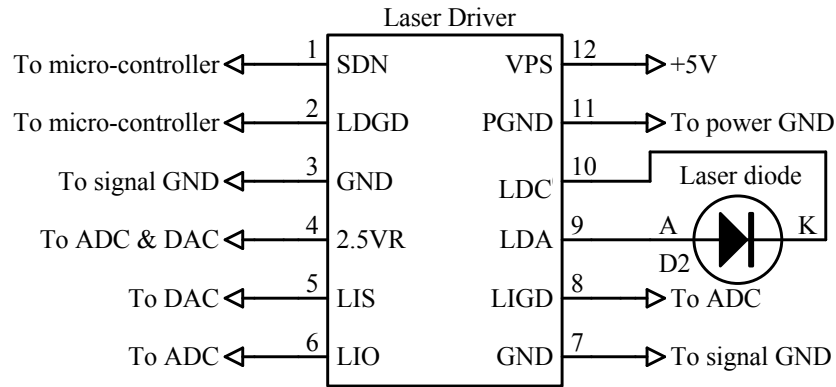 Laser Driver
To micro-controller 1 SDN VPS 12 +5V
To micro-controller 2 LDGD PGND 11 To power GND
To signal GND 3 GND LDC 10
Laser diode
To ADC & DAC 4 2.5VR LDA 9 A K
D2
To DAC 5 LIS LIGD 8 To ADC
To ADC 6 LIO GND 7 To signal GND